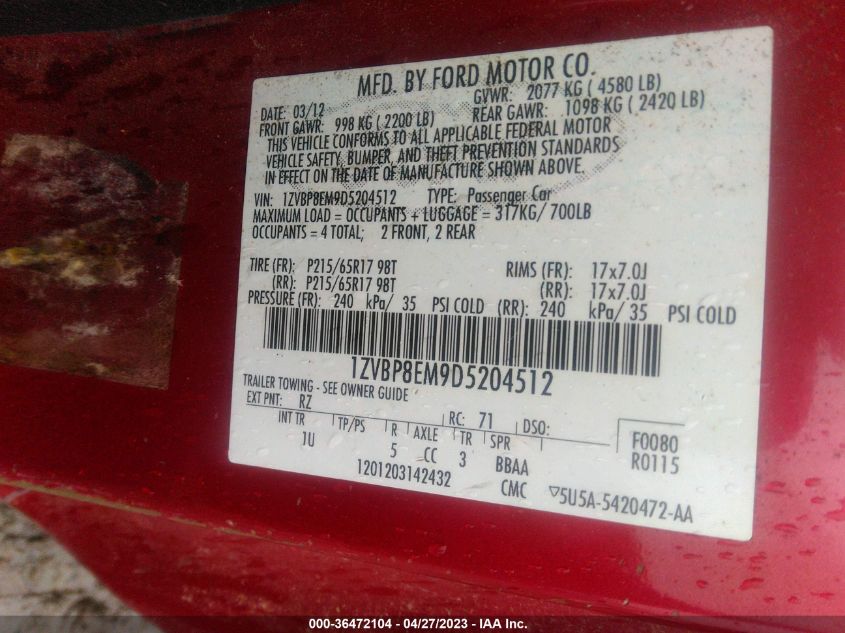 MFD. BY FORD MOTOR CO.
DATE: 03/12 GVWR: 2077 KG ( 4580 LB)
FRONT GAWR: 998 KG ( 2200 LB) REAR GAWR: 1098 KG ( 2420 LB)
THIS VEHICLE CONFORMS TO ALL APPLICABLE FEDERAL MOTOR
VEHICLE SAFETY, BUMPER, AND THEFT PREVENTION STANDARDS
IN EFFECT ON THE DATE OF MANUFACTURE SHOWN ABOVE.
VIN: 1ZVBP8EM9D5204512 TYPE: Passenger Car
MAXIMUM LOAD = OCCUPANTS + LUGGAGE = 317KG/ 700LB
OCCUPANTS = 4 TOTAL; 2 FRONT, 2 REAR
TIRE (FR): P215/65R17 98T RIMS (FR): 17x7.0J
(RR): P215/65R17 98T (RR): 17x7.0J
PRESSURE (FR): 240 kPa/ 35 PSI COLD (RR): 240 kPa/ 35 PSI COLD
1ZVBP8EM9D5204512
TRAILER TOWING - SEE OWNER GUIDE
EXT PNT: RZ RC: 71 DSO: F0080
INT TR TP/PS R AXLE TR SPR R0115
1U 5 CC 3 BBAA
1201203142432 CMC ▽5U5A-5420472-AA
000-36472104 / 04/27/2023 - IAA Inc.